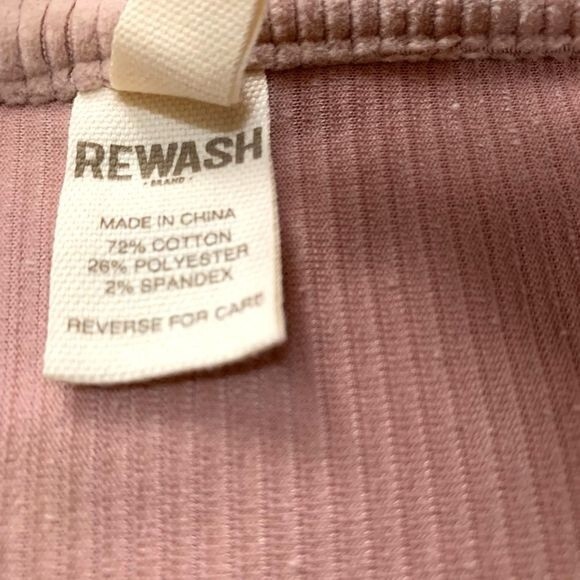 REWASH
- BRAND -
MADE IN CHINA
72% COTTON
26% POLYESTER
2% SPANDEX
REVERSE FOR CARE